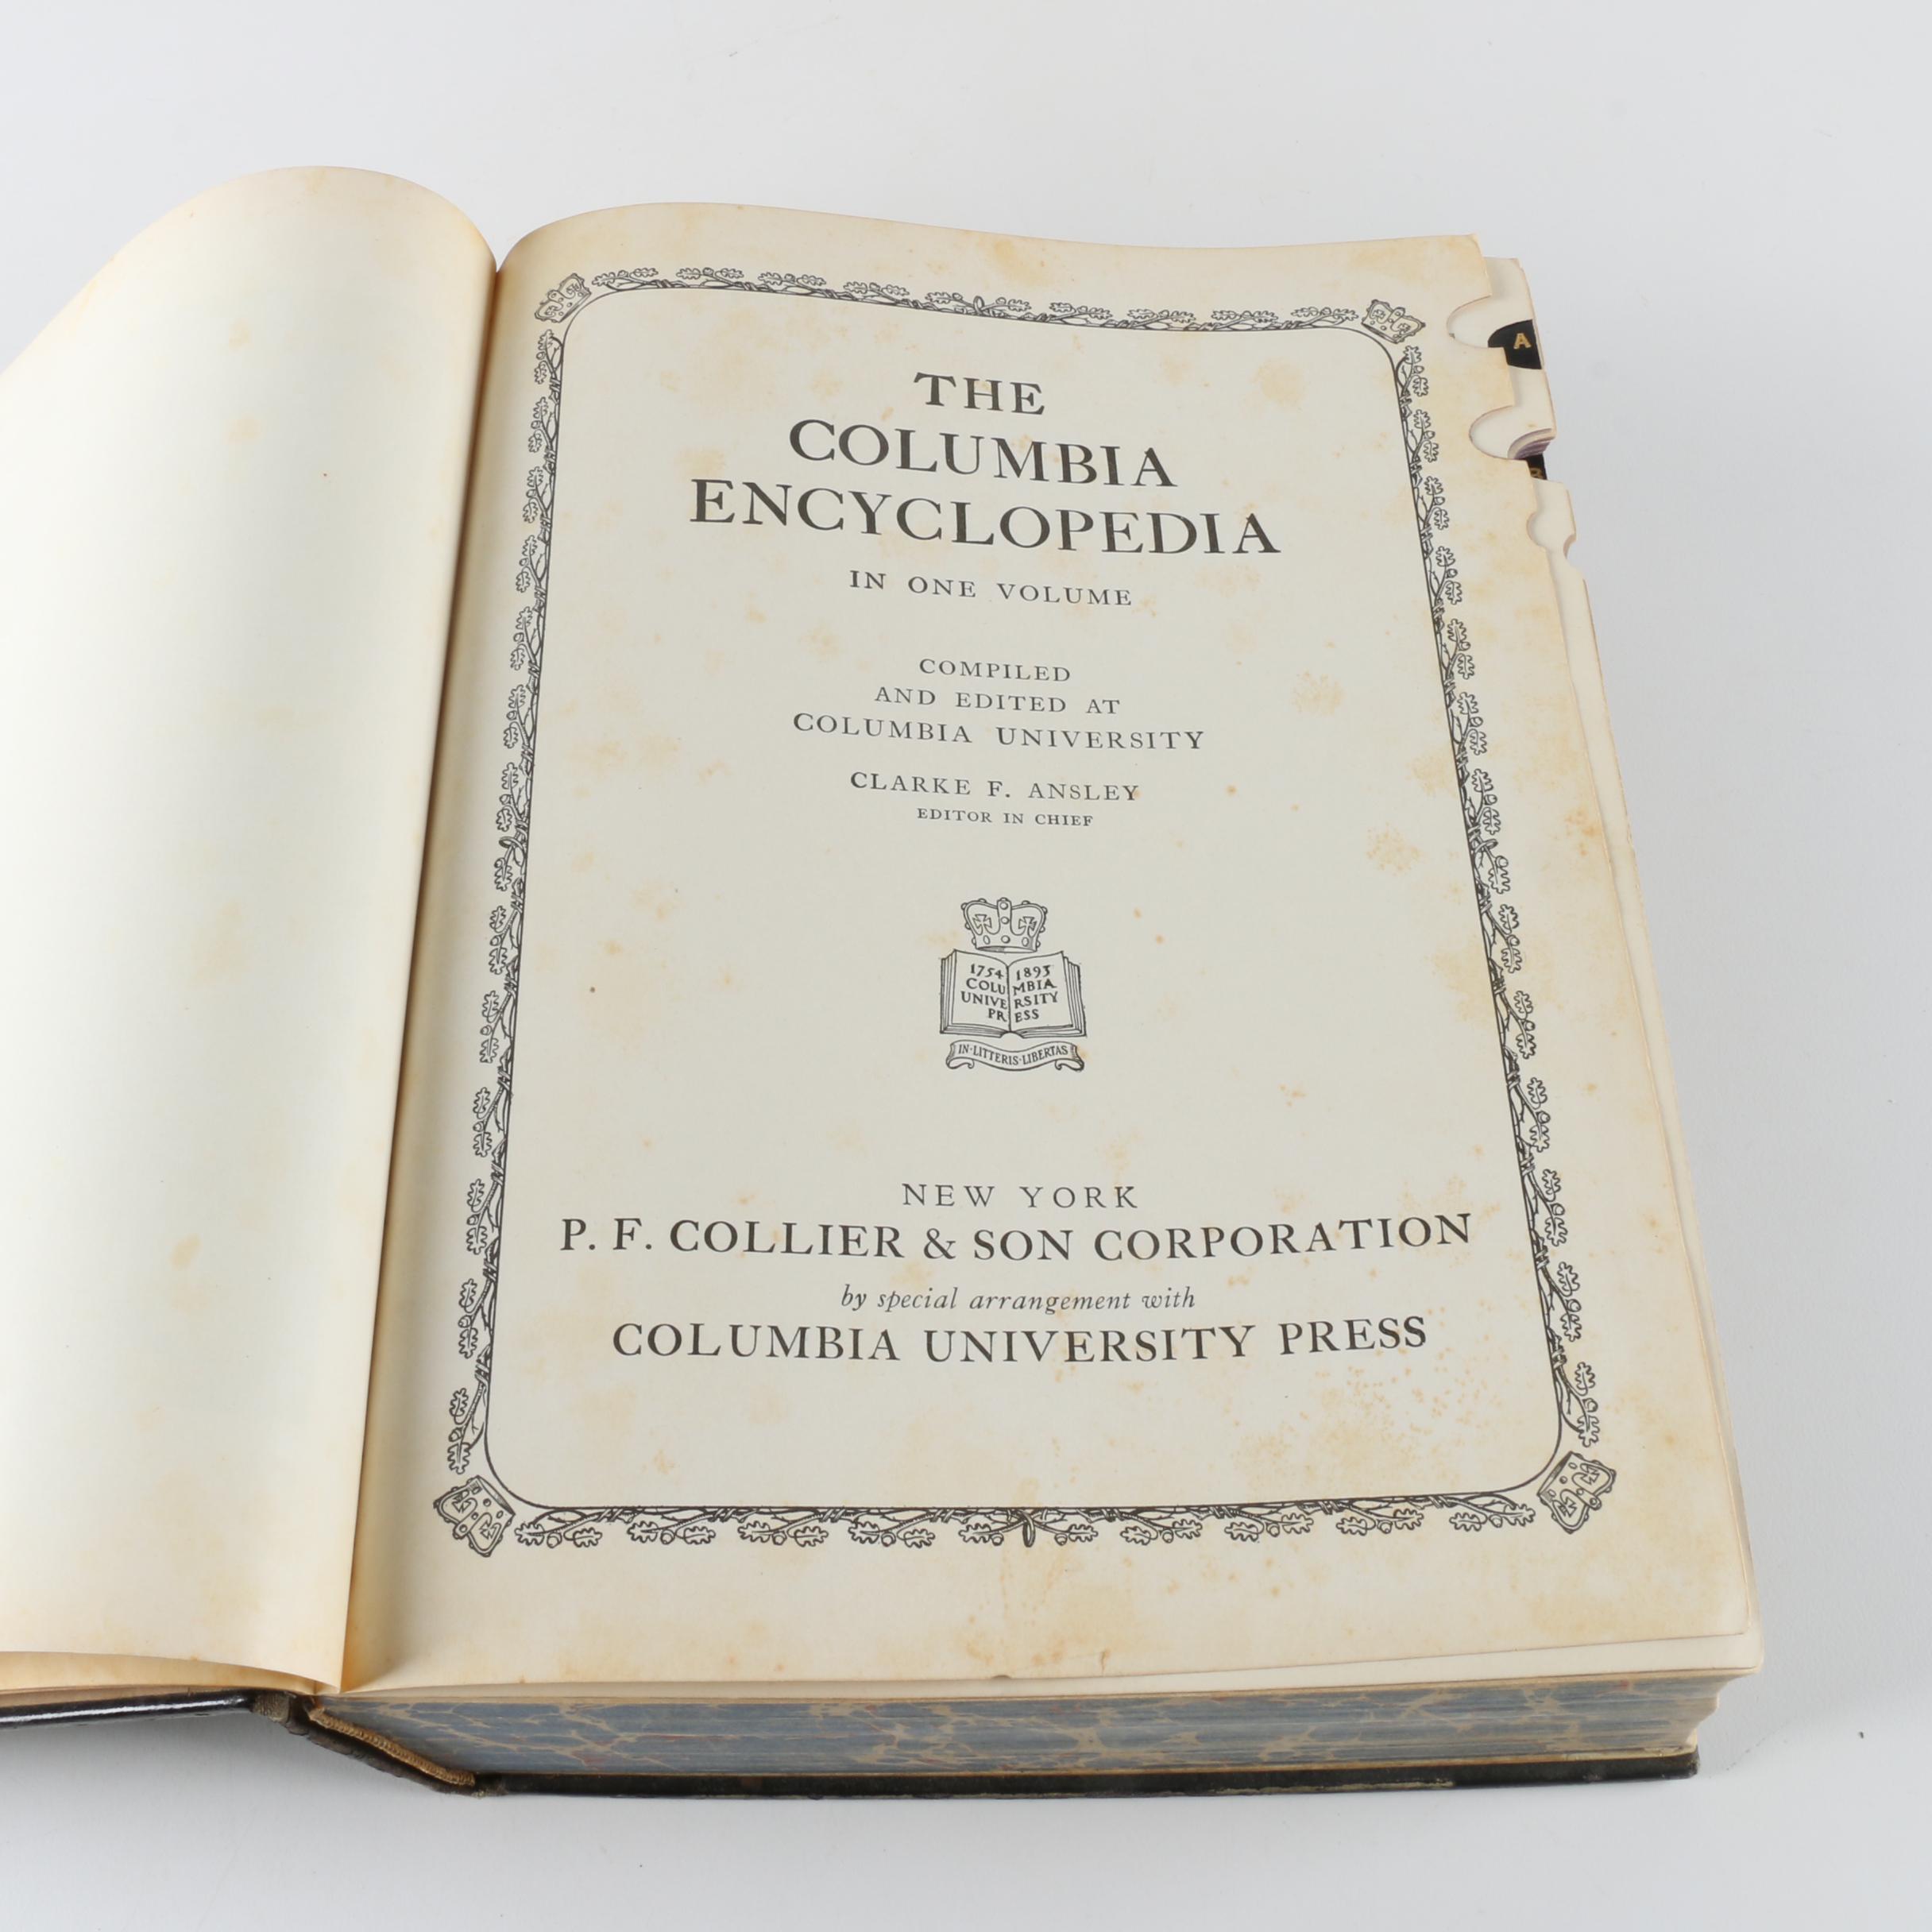 THE
COLUMBIA
ENCYCLOPEDIA
IN ONE VOLUME
COMPILED
AND EDITED AT
COLUMBIA UNIVERSITY
CLARKE F. ANSLEY
EDITOR IN CHIEF
1754 1893
COLUMBIA
UNIVERSITY
PRESS
IN·LITTERIS·LIBERTAS
NEW YORK
P. F. COLLIER & SON CORPORATION
by special arrangement with
COLUMBIA UNIVERSITY PRESS
A